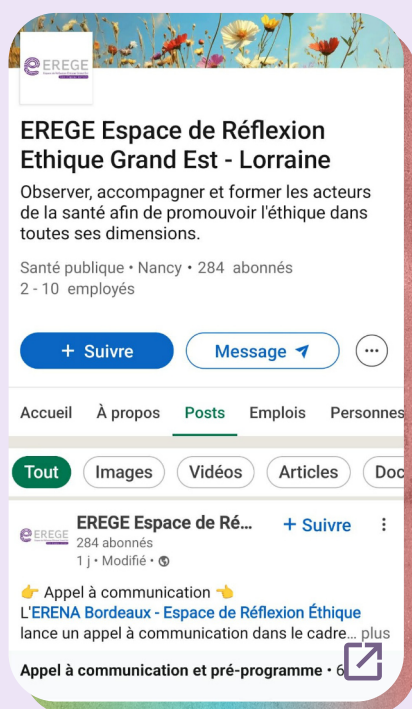 EREGE
EREGE Espace de Réflexion
Ethique Grand Est - Lorraine
Observer, accompagner et former les acteurs
de la santé afin de promouvoir l'éthique dans
toutes ses dimensions.
Santé publique • Nancy • 284 abonnés
2 - 10 employés
+ Suivre
Message
Accueil À propos Posts Emplois Personnes
Tout Images Vidéos Articles Doc
EREGE
EREGE Espace de Ré... + Suivre
284 abonnés
1 j • Modifié •
👉 Appel à communication 👈
L'ERENA Bordeaux - Espace de Réflexion Éthique
lance un appel à communication dans le cadre... plus
Appel à communication et pré-programme • 6